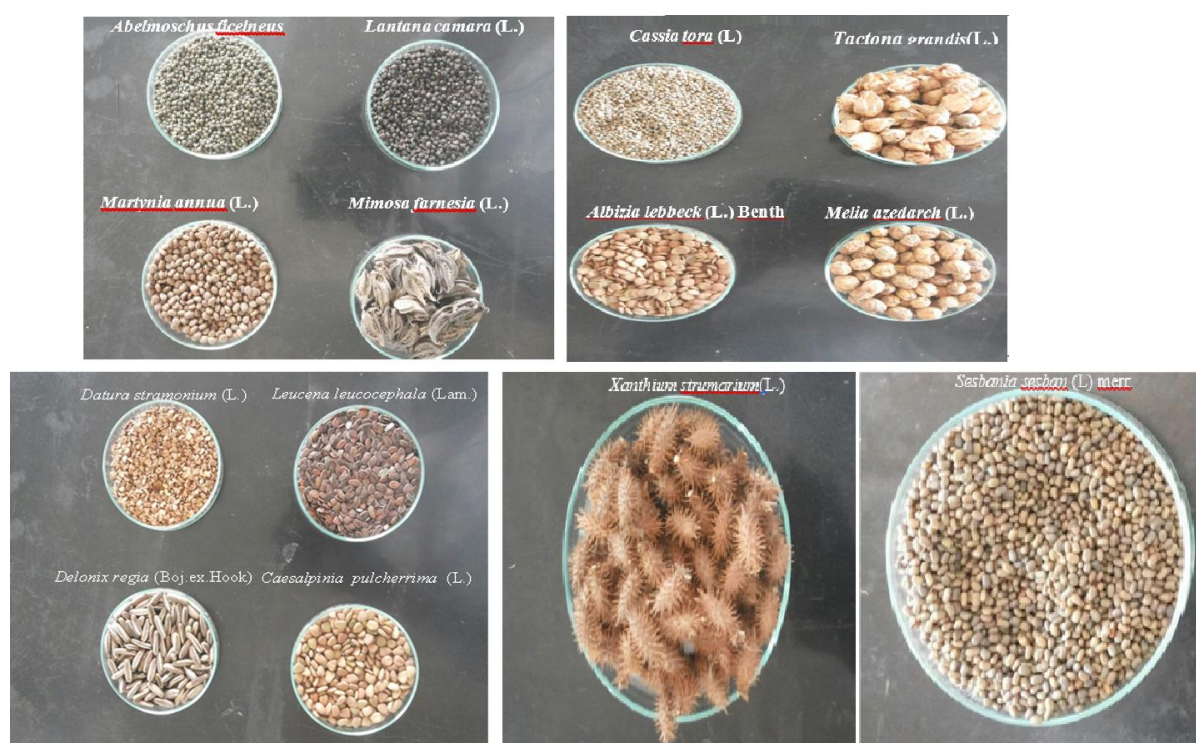 Abelmoschus ficelneus
Lantana camara (L.)
Cassia tora (L)
Tactona grandis(L.)
Martynia annua (L.)
Mimosa farnesia (L.)
Albizia lebbeck (L.) Benth
Melia azedarch (L.)
Datura stramonium (L.)
Leucena leucocephala (Lam.)
Xanthium strumarium(L.)
Sesbania sesban (L) merr
Delonix regia (Boj.ex.Hook)
Caesalpinia pulcherrima (L.)